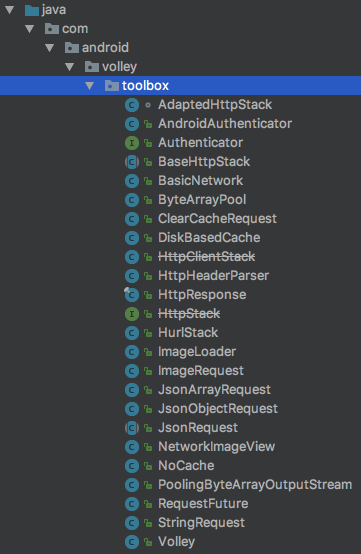 java
com
android
volley
toolbox
AdaptedHttpStack
AndroidAuthenticator
Authenticator
BaseHttpStack
BasicNetwork
ByteArrayPool
ClearCacheRequest
DiskBasedCache
HttpClientStack
HttpHeaderParser
HttpResponse
HttpStack
HurlStack
ImageLoader
ImageRequest
JsonArrayRequest
JsonObjectRequest
JsonRequest
NetworkImageView
NoCache
PoolingByteArrayOutputStream
RequestFuture
StringRequest
Volley